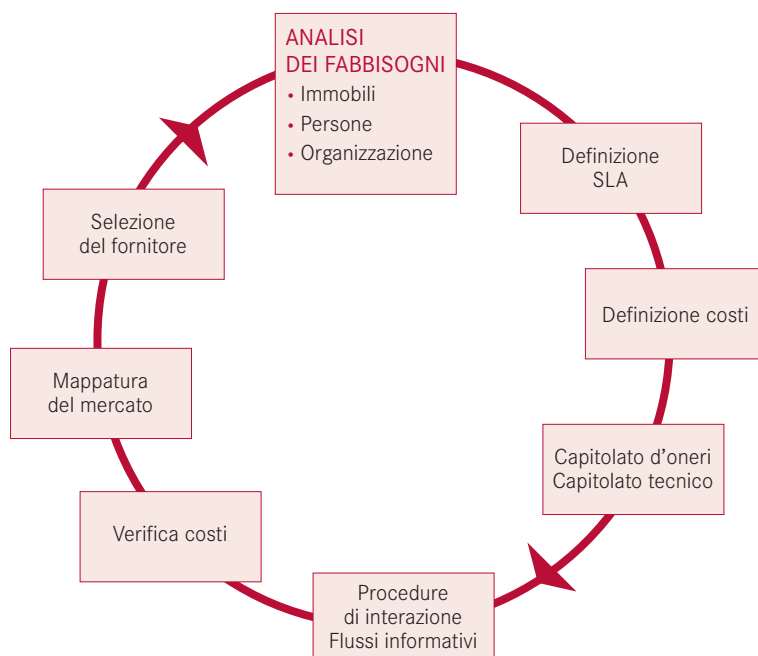 ANALISI
DEI FABBISOGNI
• Immobili
• Persone
• Organizzazione
Definizione
SLA
Definizione costi
Capitolato d'oneri
Capitolato tecnico
Procedure
di interazione
Flussi informativi
Verifica costi
Mappatura
del mercato
Selezione
del fornitore